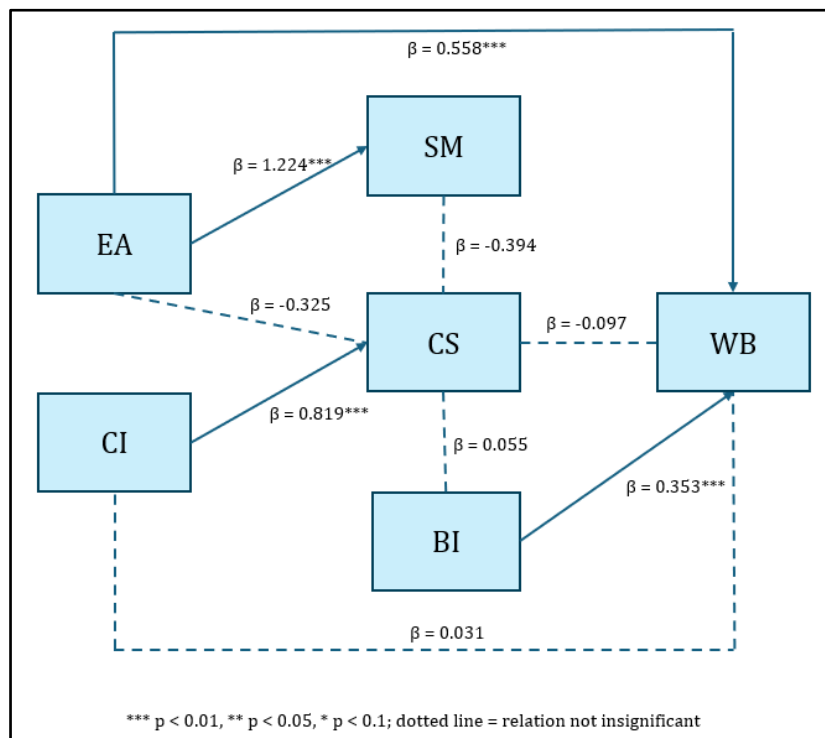 β = 0.558***
SM
β = 1.224***
EA
β = -0.394
β = -0.325
CS
β = -0.097
WB
CI
β = 0.819***
β = 0.055
β = 0.353***
BI
β = 0.031
*** p < 0.01, ** p < 0.05, * p < 0.1; dotted line = relation not insignificant